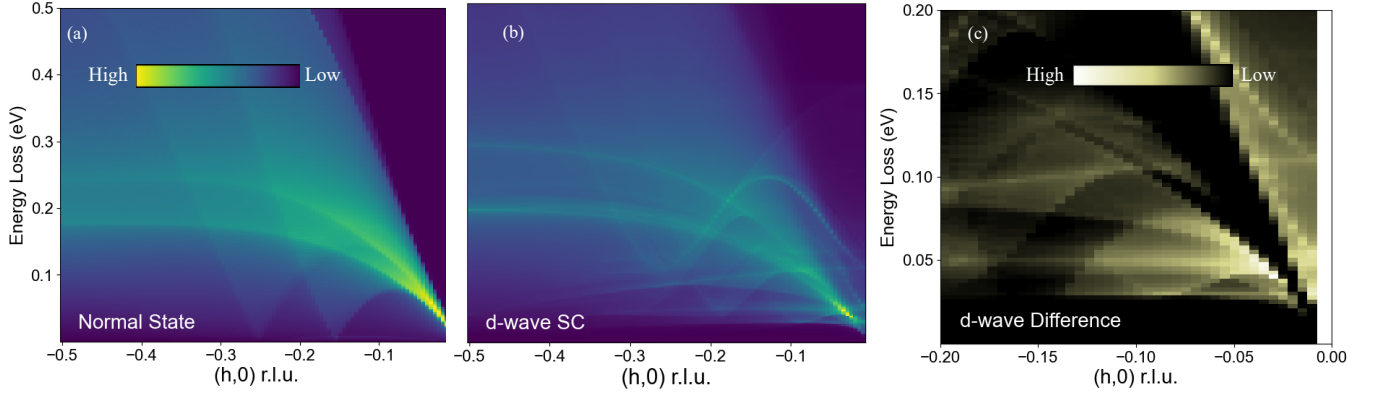 (a)
High Low
Normal State
0.5
0.4
0.3
0.2
0.1
Energy Loss (eV)
−0.5 −0.4 −0.3 −0.2 −0.1
(h,0) r.l.u.
(b)
d-wave SC
−0.5 −0.4 −0.3 −0.2 −0.1
(h,0) r.l.u.
(c)
High Low
d-wave Difference
0.20
0.15
0.10
0.05
Energy Loss (eV)
−0.20 −0.15 −0.10 −0.05 0.00
(h,0) r.l.u.